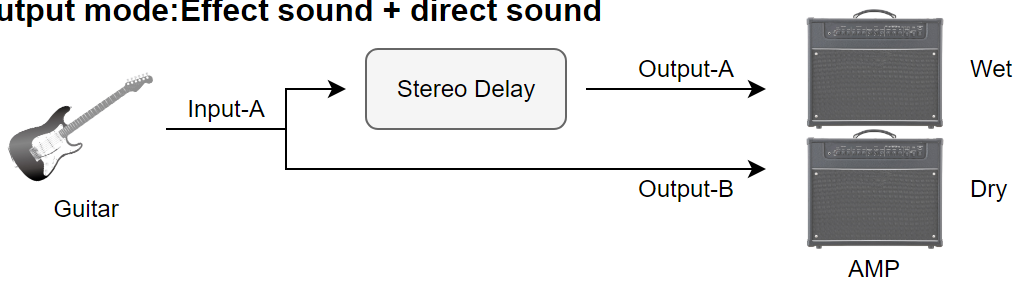 utput mode:Effect sound + direct sound
Output-A
Wet
Stereo Delay
Input-A
Output-B
Dry
Guitar
AMP